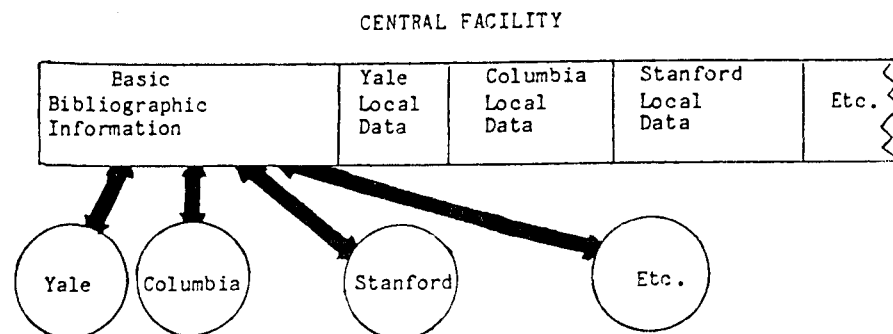 CENTRAL FACILITY
Basic
Bibliographic
Information
Yale
Local
Data
Columbia
Local
Data
Stanford
Local
Data
Etc.
Yale
Columbia
Stanford
Etc.